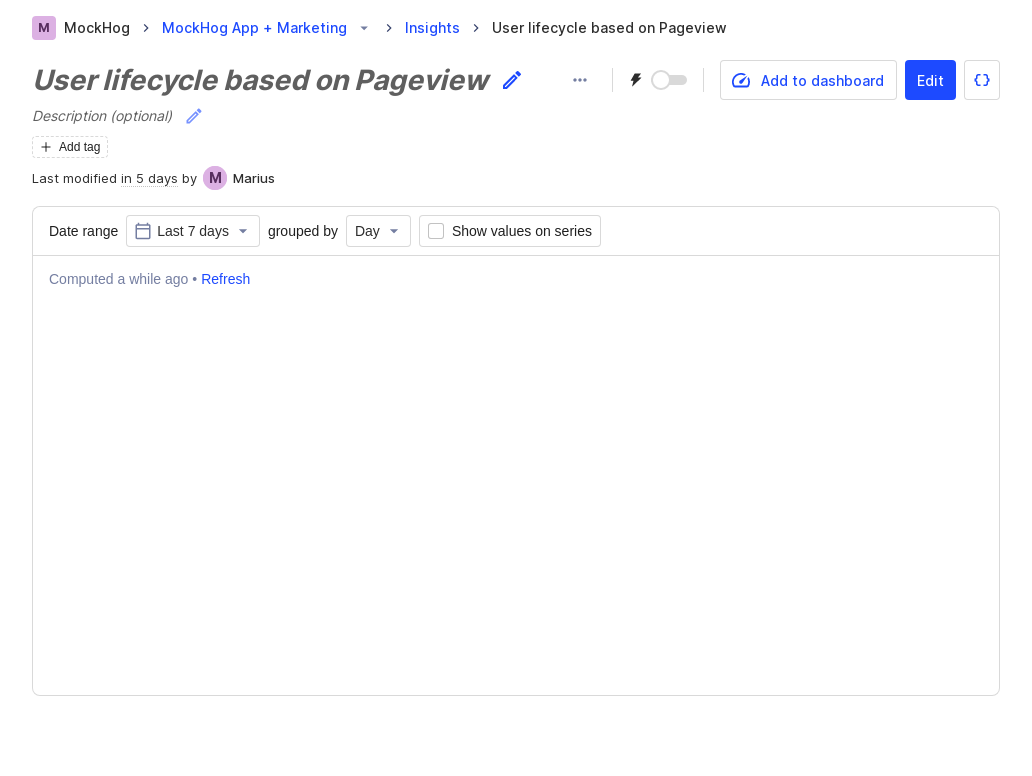 M MockHog MockHog App + Marketing Insights User lifecycle based on Pageview
User lifecycle based on Pageview
Add to dashboard Edit {}
Description (optional)
Add tag
Last modified in 5 days by M Marius
Date range Last 7 days grouped by Day Show values on series
Computed a while ago • Refresh